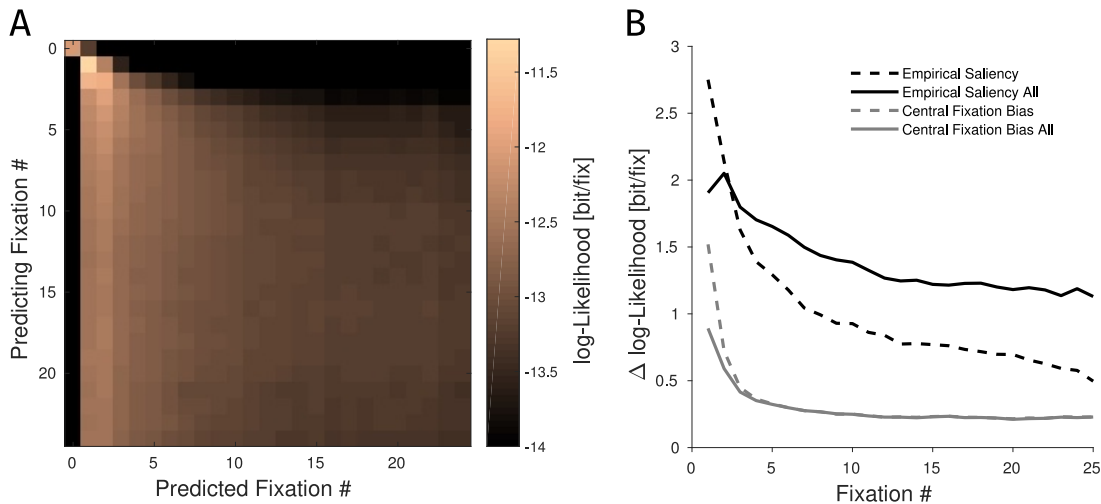 A
0
5
10
15
20
Predicting Fixation #
0
5
10
15
20
Predicted Fixation #
-11.5
-12
-12.5
-13
-13.5
-14
log-Likelihood [bit/fix]
B
3
2.5
2
1.5
1
0.5
0
Δ log-Likelihood [bit/fix]
Empirical Saliency
Empirical Saliency All
Central Fixation Bias
Central Fixation Bias All
0
5
10
15
20
25
Fixation #